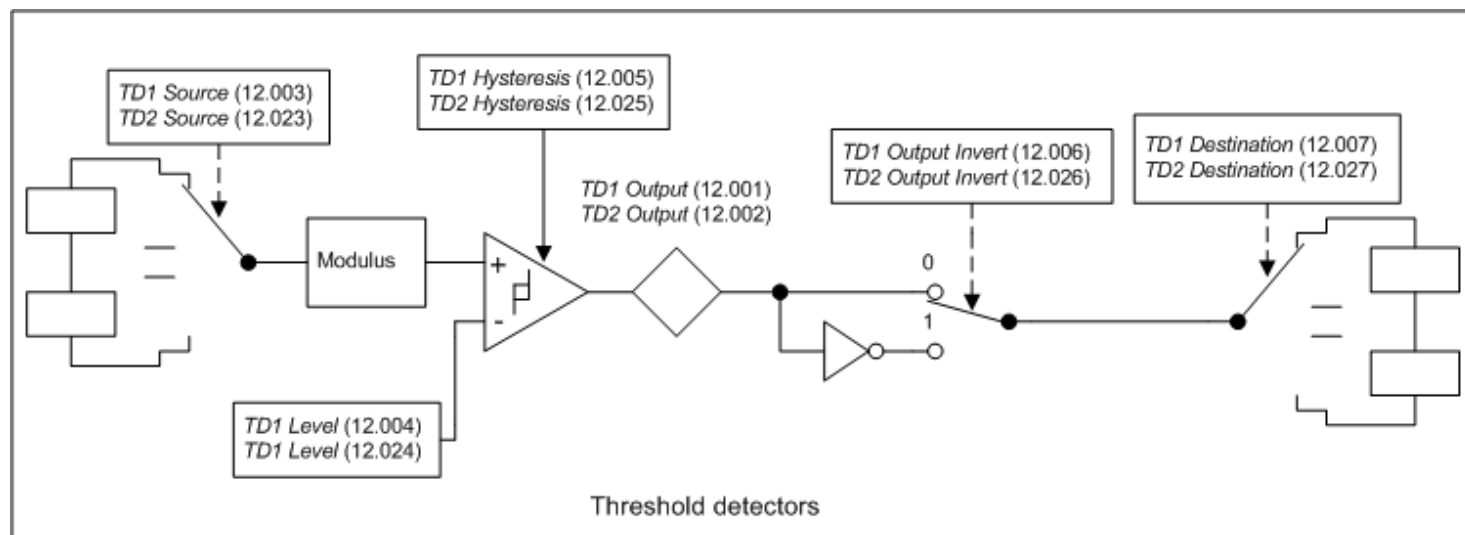 TD1 Source (12.003)
TD2 Source (12.023)
TD1 Hysteresis (12.005)
TD2 Hysteresis (12.025)
TD1 Output (12.001)
TD2 Output (12.002)
TD1 Output Invert (12.006)
TD2 Output Invert (12.026)
TD1 Destination (12.007)
TD2 Destination (12.027)
Modulus
+
-
0
1
TD1 Level (12.004)
TD1 Level (12.024)
Threshold detectors